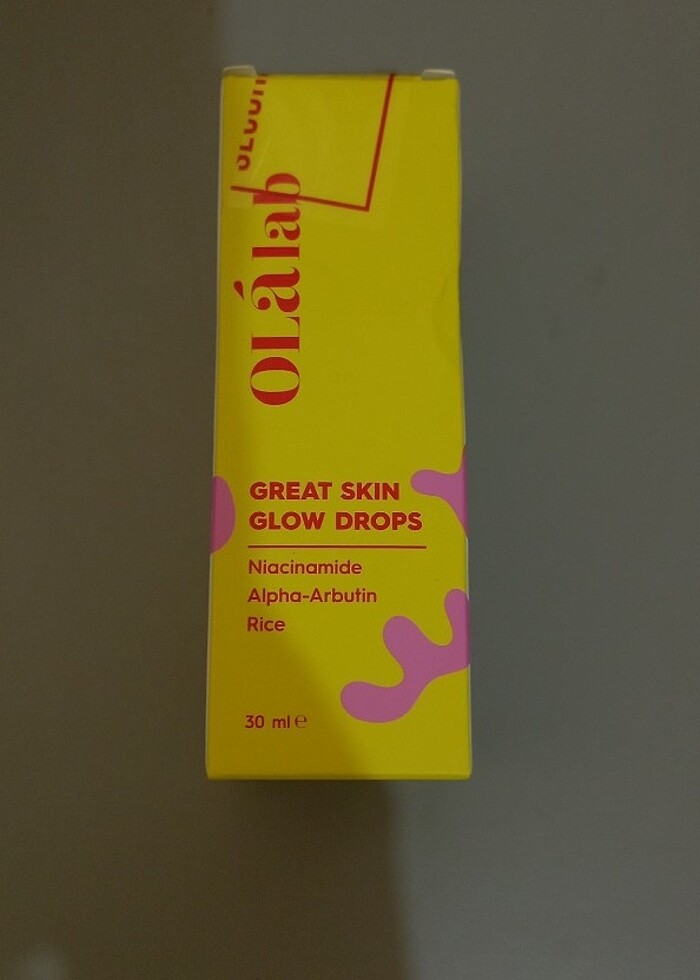 OLálab
GREAT SKIN
GLOW DROPS
Niacinamide
Alpha-Arbutin
Rice
30 ml ℮